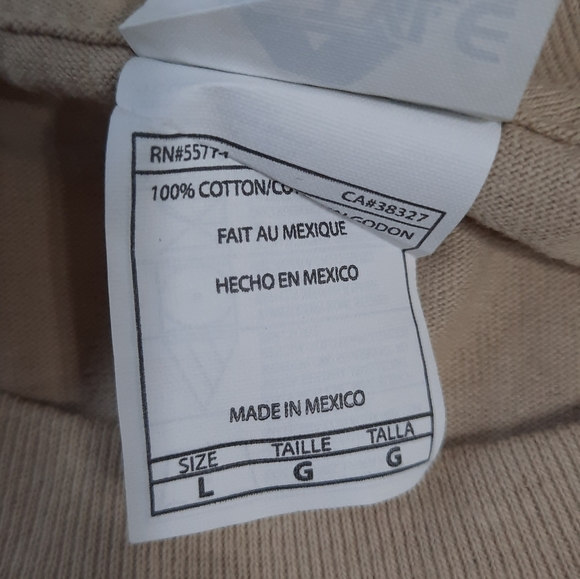 RN#55774
100% COTTON/CO
CA#38327
ALGODON
FAIT AU MEXIQUE
HECHO EN MEXICO
MADE IN MEXICO
SIZE TAILLE TALLA
L G G